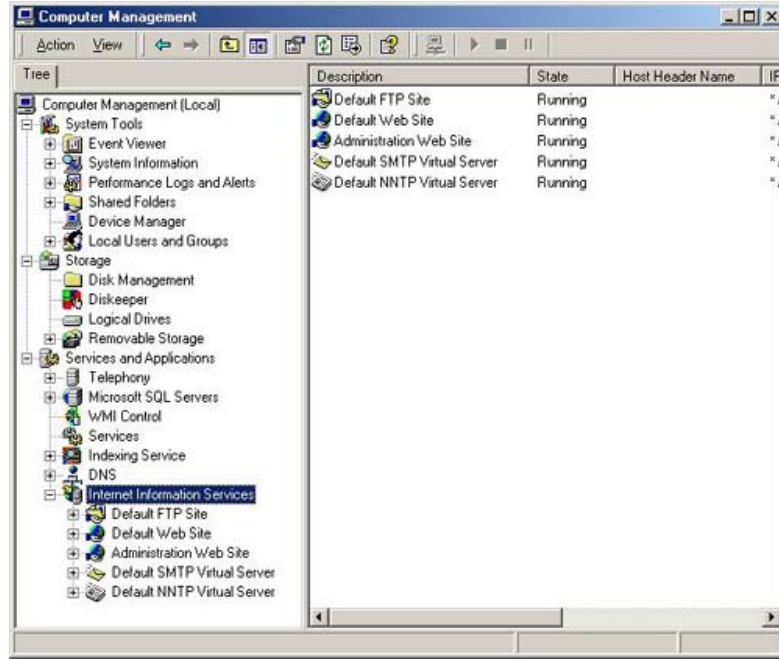 Computer Management
Action View
Tree
Description State Host Header Name IF
Computer Management (Local)
System Tools
Event Viewer
System Information
Performance Logs and Alerts
Shared Folders
Device Manager
Local Users and Groups
Storage
Disk Management
Diskeeper
Logical Drives
Removable Storage
Services and Applications
Telephony
Microsoft SQL Servers
WMI Control
Services
Indexing Service
DNS
Internet Information Services
Default FTP Site
Default Web Site
Administration Web Site
Default SMTP Virtual Server
Default NNTP Virtual Server
Default FTP Site Running
Default Web Site Running
Administration Web Site Running
Default SMTP Virtual Server Running
Default NNTP Virtual Server Running